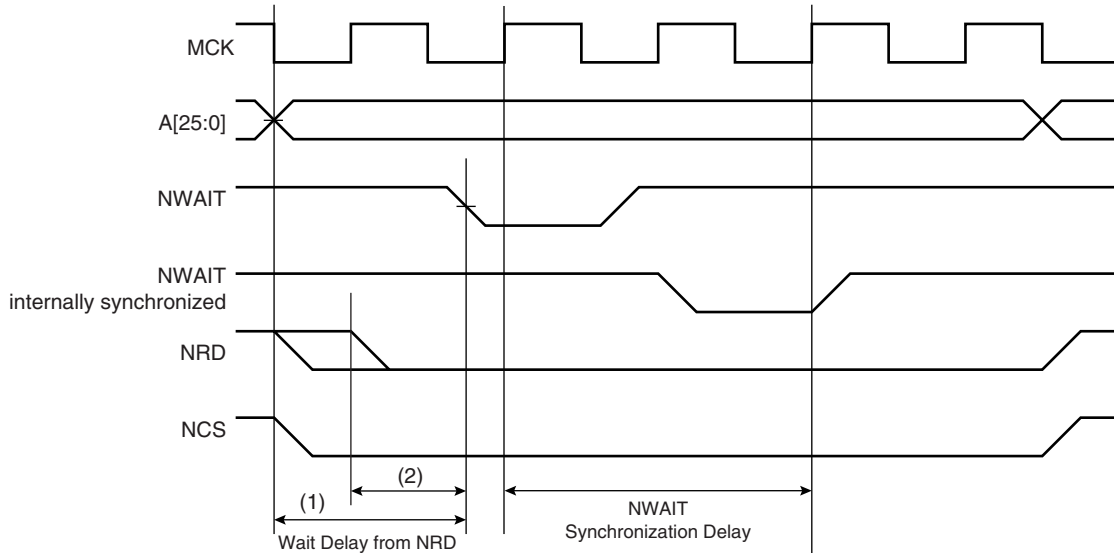 MCK
A[25:0]
NWAIT
NWAIT
internally synchronized
NRD
NCS
(2)
(1)
Wait Delay from NRD
NWAIT
Synchronization Delay